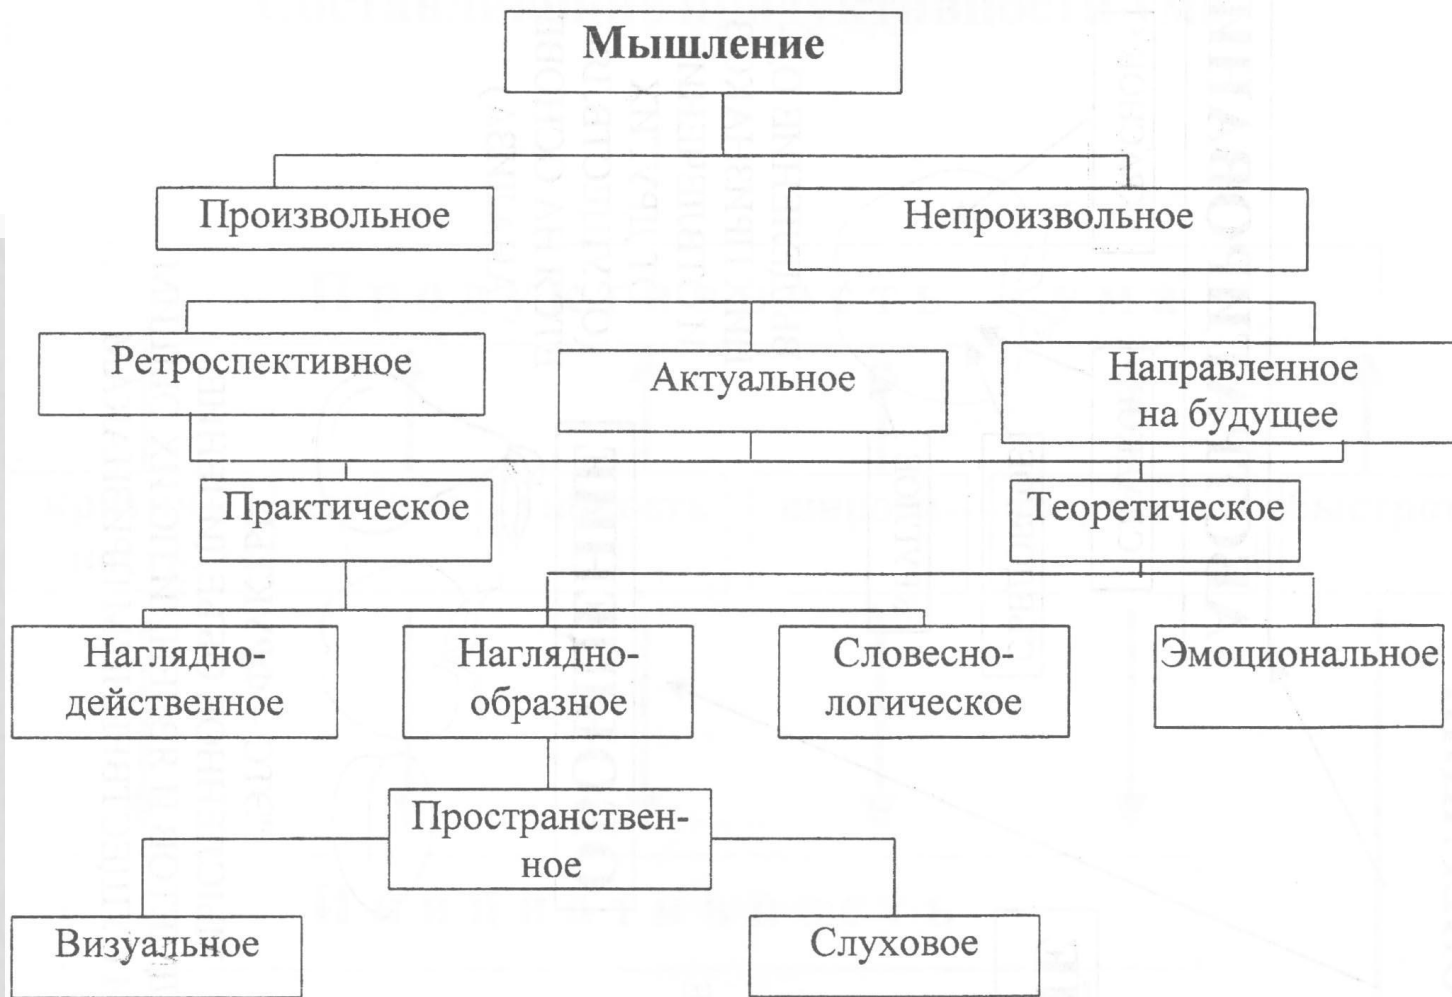 Мышление
Произвольное
Непроизвольное
Ретроспективное
Актуальное
Направленное
на будущее
Практическое
Теоретическое
Наглядно-
действенное
Наглядно-
образное
Словесно-
логическое
Эмоциональное
Пространствен-
ное
Визуальное
Слуховое